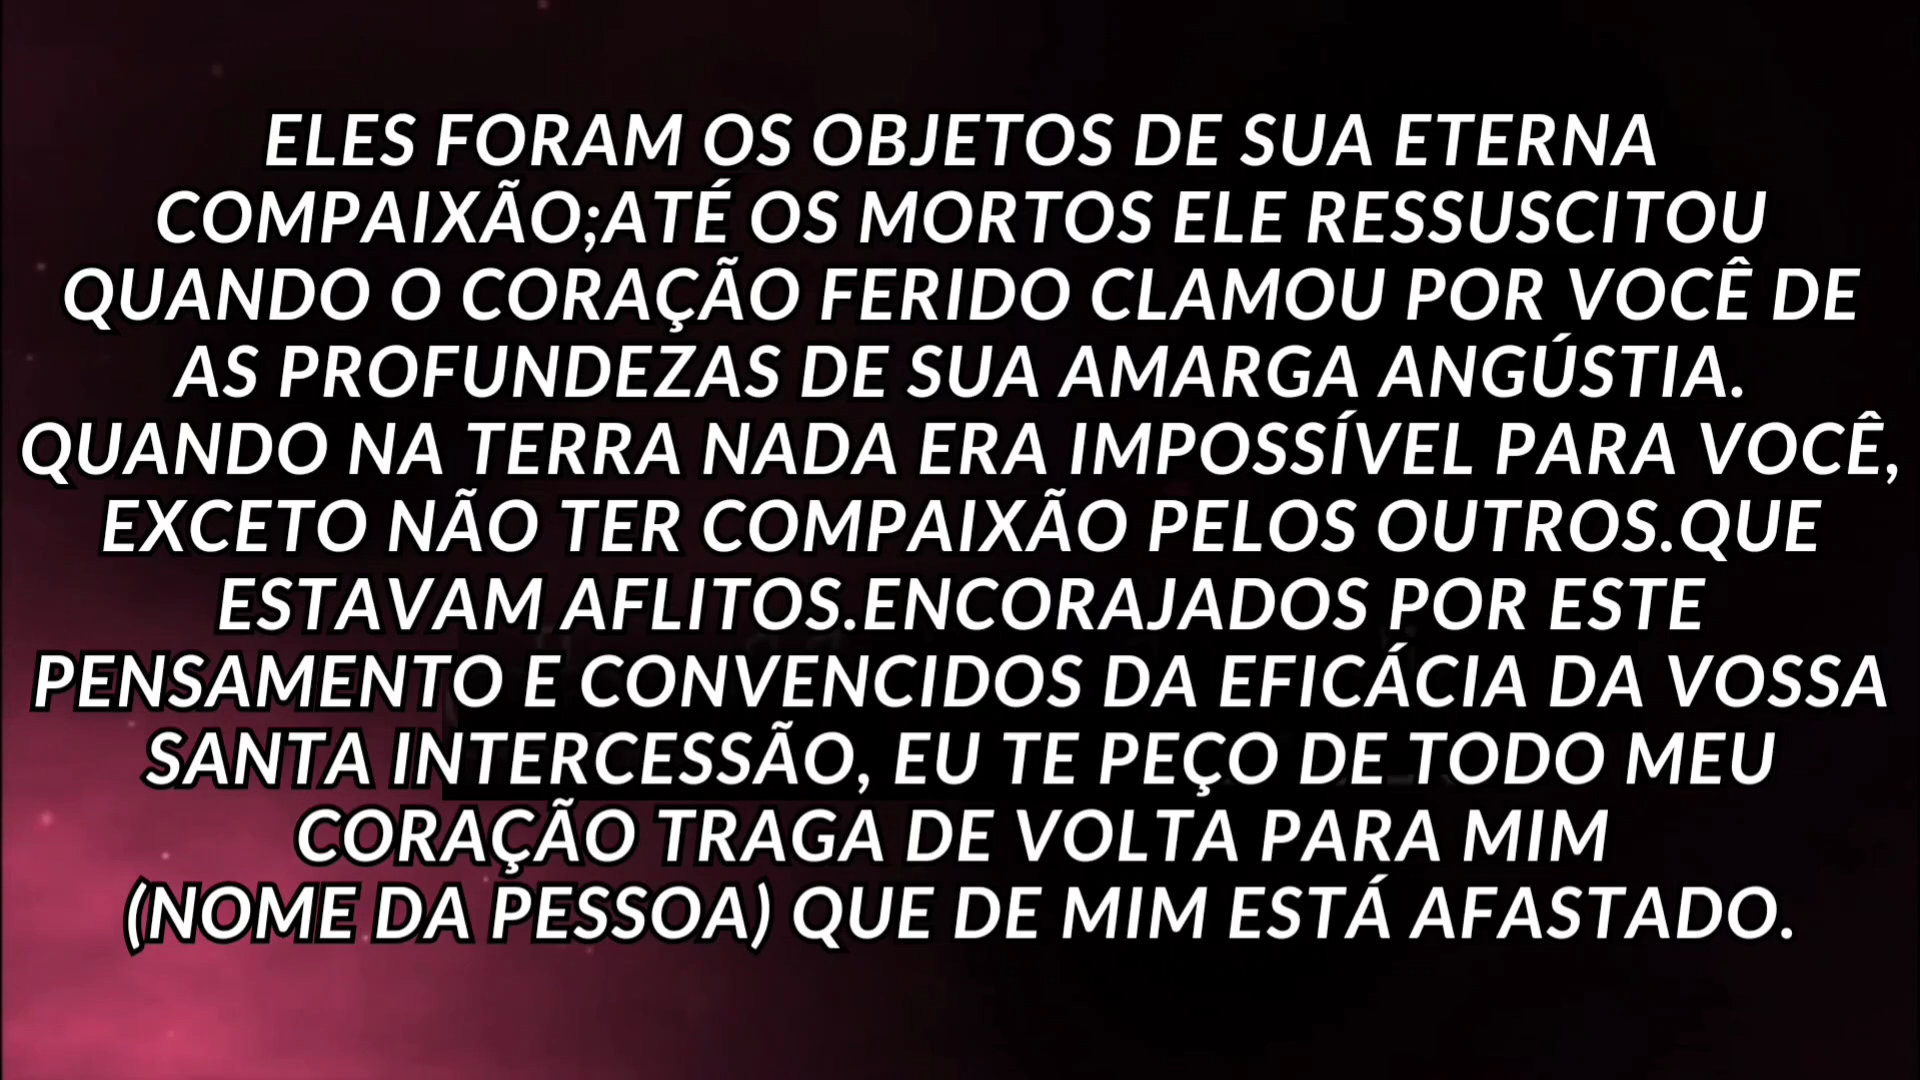 ELES FORAM OS OBJETOS DE SUA ETERNA
COMPAIXÃO;ATÉ OS MORTOS ELE RESSUSCITOU
QUANDO O CORAÇÃO FERIDO CLAMOU POR VOCÊ DE
AS PROFUNDEZAS DE SUA AMARGA ANGÚSTIA.
QUANDO NA TERRA NADA ERA IMPOSSÍVEL PARA VOCÊ,
EXCETO NÃO TER COMPAIXÃO PELOS OUTROS.QUE
ESTAVAM AFLITOS.ENCORAJADOS POR ESTE
PENSAMENTO E CONVENCIDOS DA EFICÁCIA DA VOSSA
SANTA INTERCESSÃO, EU TE PEÇO DE TODO MEU
CORAÇÃO TRAGA DE VOLTA PARA MIM
(NOME DA PESSOA) QUE DE MIM ESTÁ AFASTADO.